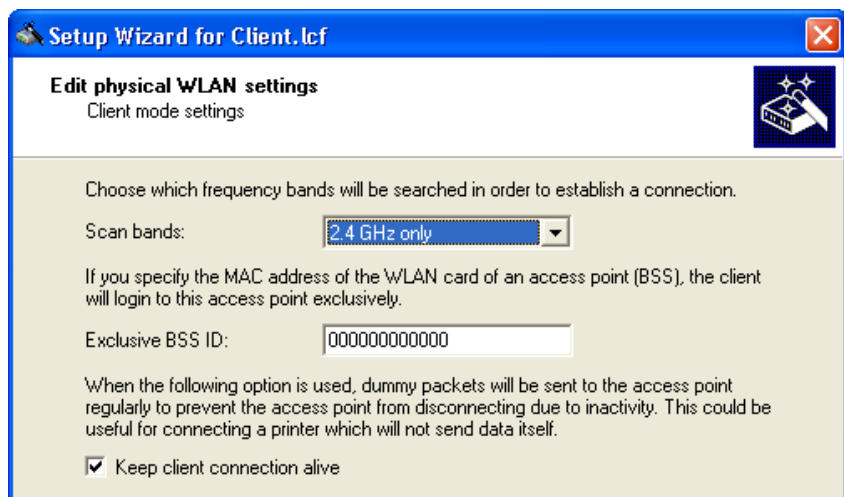 Setup Wizard for Client.lcf
Edit physical WLAN settings
Client mode settings
Choose which frequency bands will be searched in order to establish a connection.
Scan bands: 2.4 GHz only
If you specify the MAC address of the WLAN card of an access point (BSS), the client
will login to this access point exclusively.
Exclusive BSS ID: 000000000000
When the following option is used, dummy packets will be sent to the access point
regularly to prevent the access point from disconnecting due to inactivity. This could be
useful for connecting a printer which will not send data itself.
Keep client connection alive